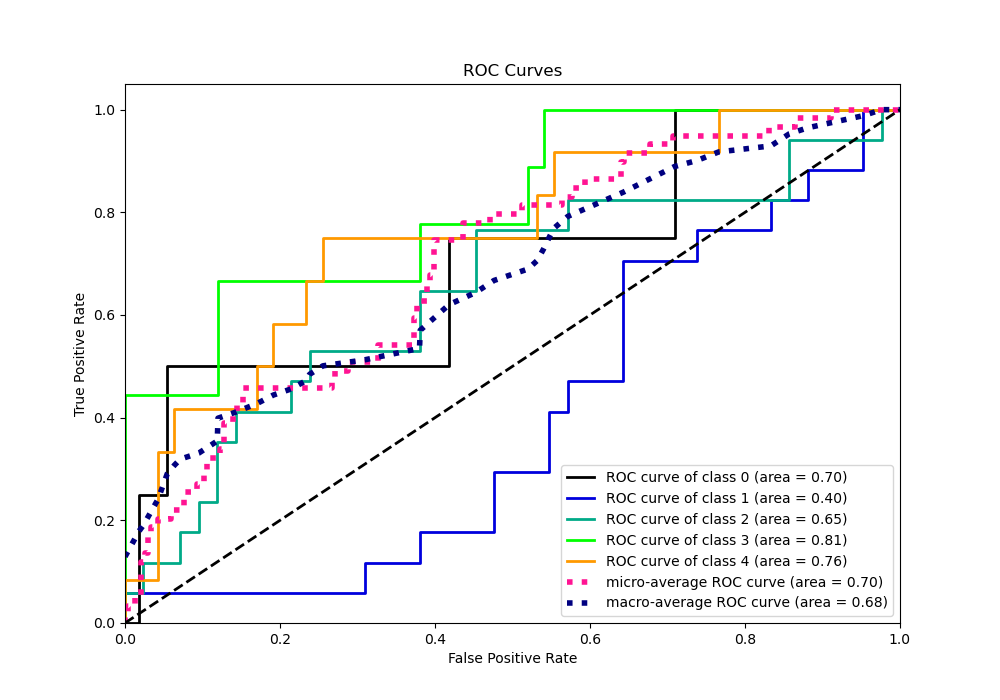 ROC Curves
True Positive Rate
1.0
0.8
0.6
0.4
0.2
0.0
ROC curve of class 0 (area = 0.70)
ROC curve of class 1 (area = 0.40)
ROC curve of class 2 (area = 0.65)
ROC curve of class 3 (area = 0.81)
ROC curve of class 4 (area = 0.76)
micro-average ROC curve (area = 0.70)
macro-average ROC curve (area = 0.68)
0.0 0.2 0.4 0.6 0.8 1.0
False Positive Rate